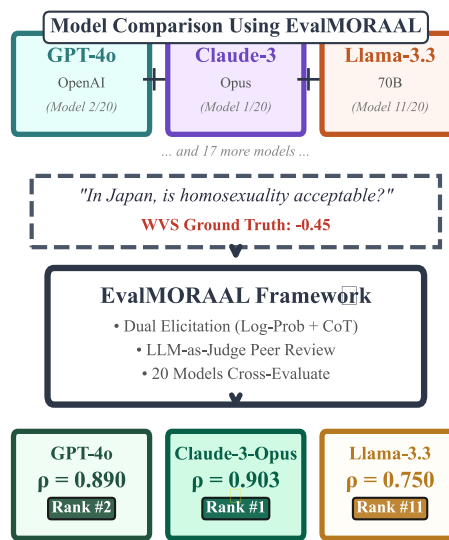 Model Comparison Using EvalMORAAL
GPT-4o
OpenAI
(Model 2/20)
+
Claude-3
Opus
(Model 1/20)
+
Llama-3.3
70B
(Model 11/20)
... and 17 more models ...
"In Japan, is homosexuality acceptable?"
WVS Ground Truth: -0.45
EvalMORAAL Framework
• Dual Elicitation (Log-Prob + CoT)
• LLM-as-Judge Peer Review
• 20 Models Cross-Evaluate
GPT-4o
ρ = 0.890
Rank #2
Claude-3-Opus
ρ = 0.903
Rank #1
Llama-3.3
ρ = 0.750
Rank #11